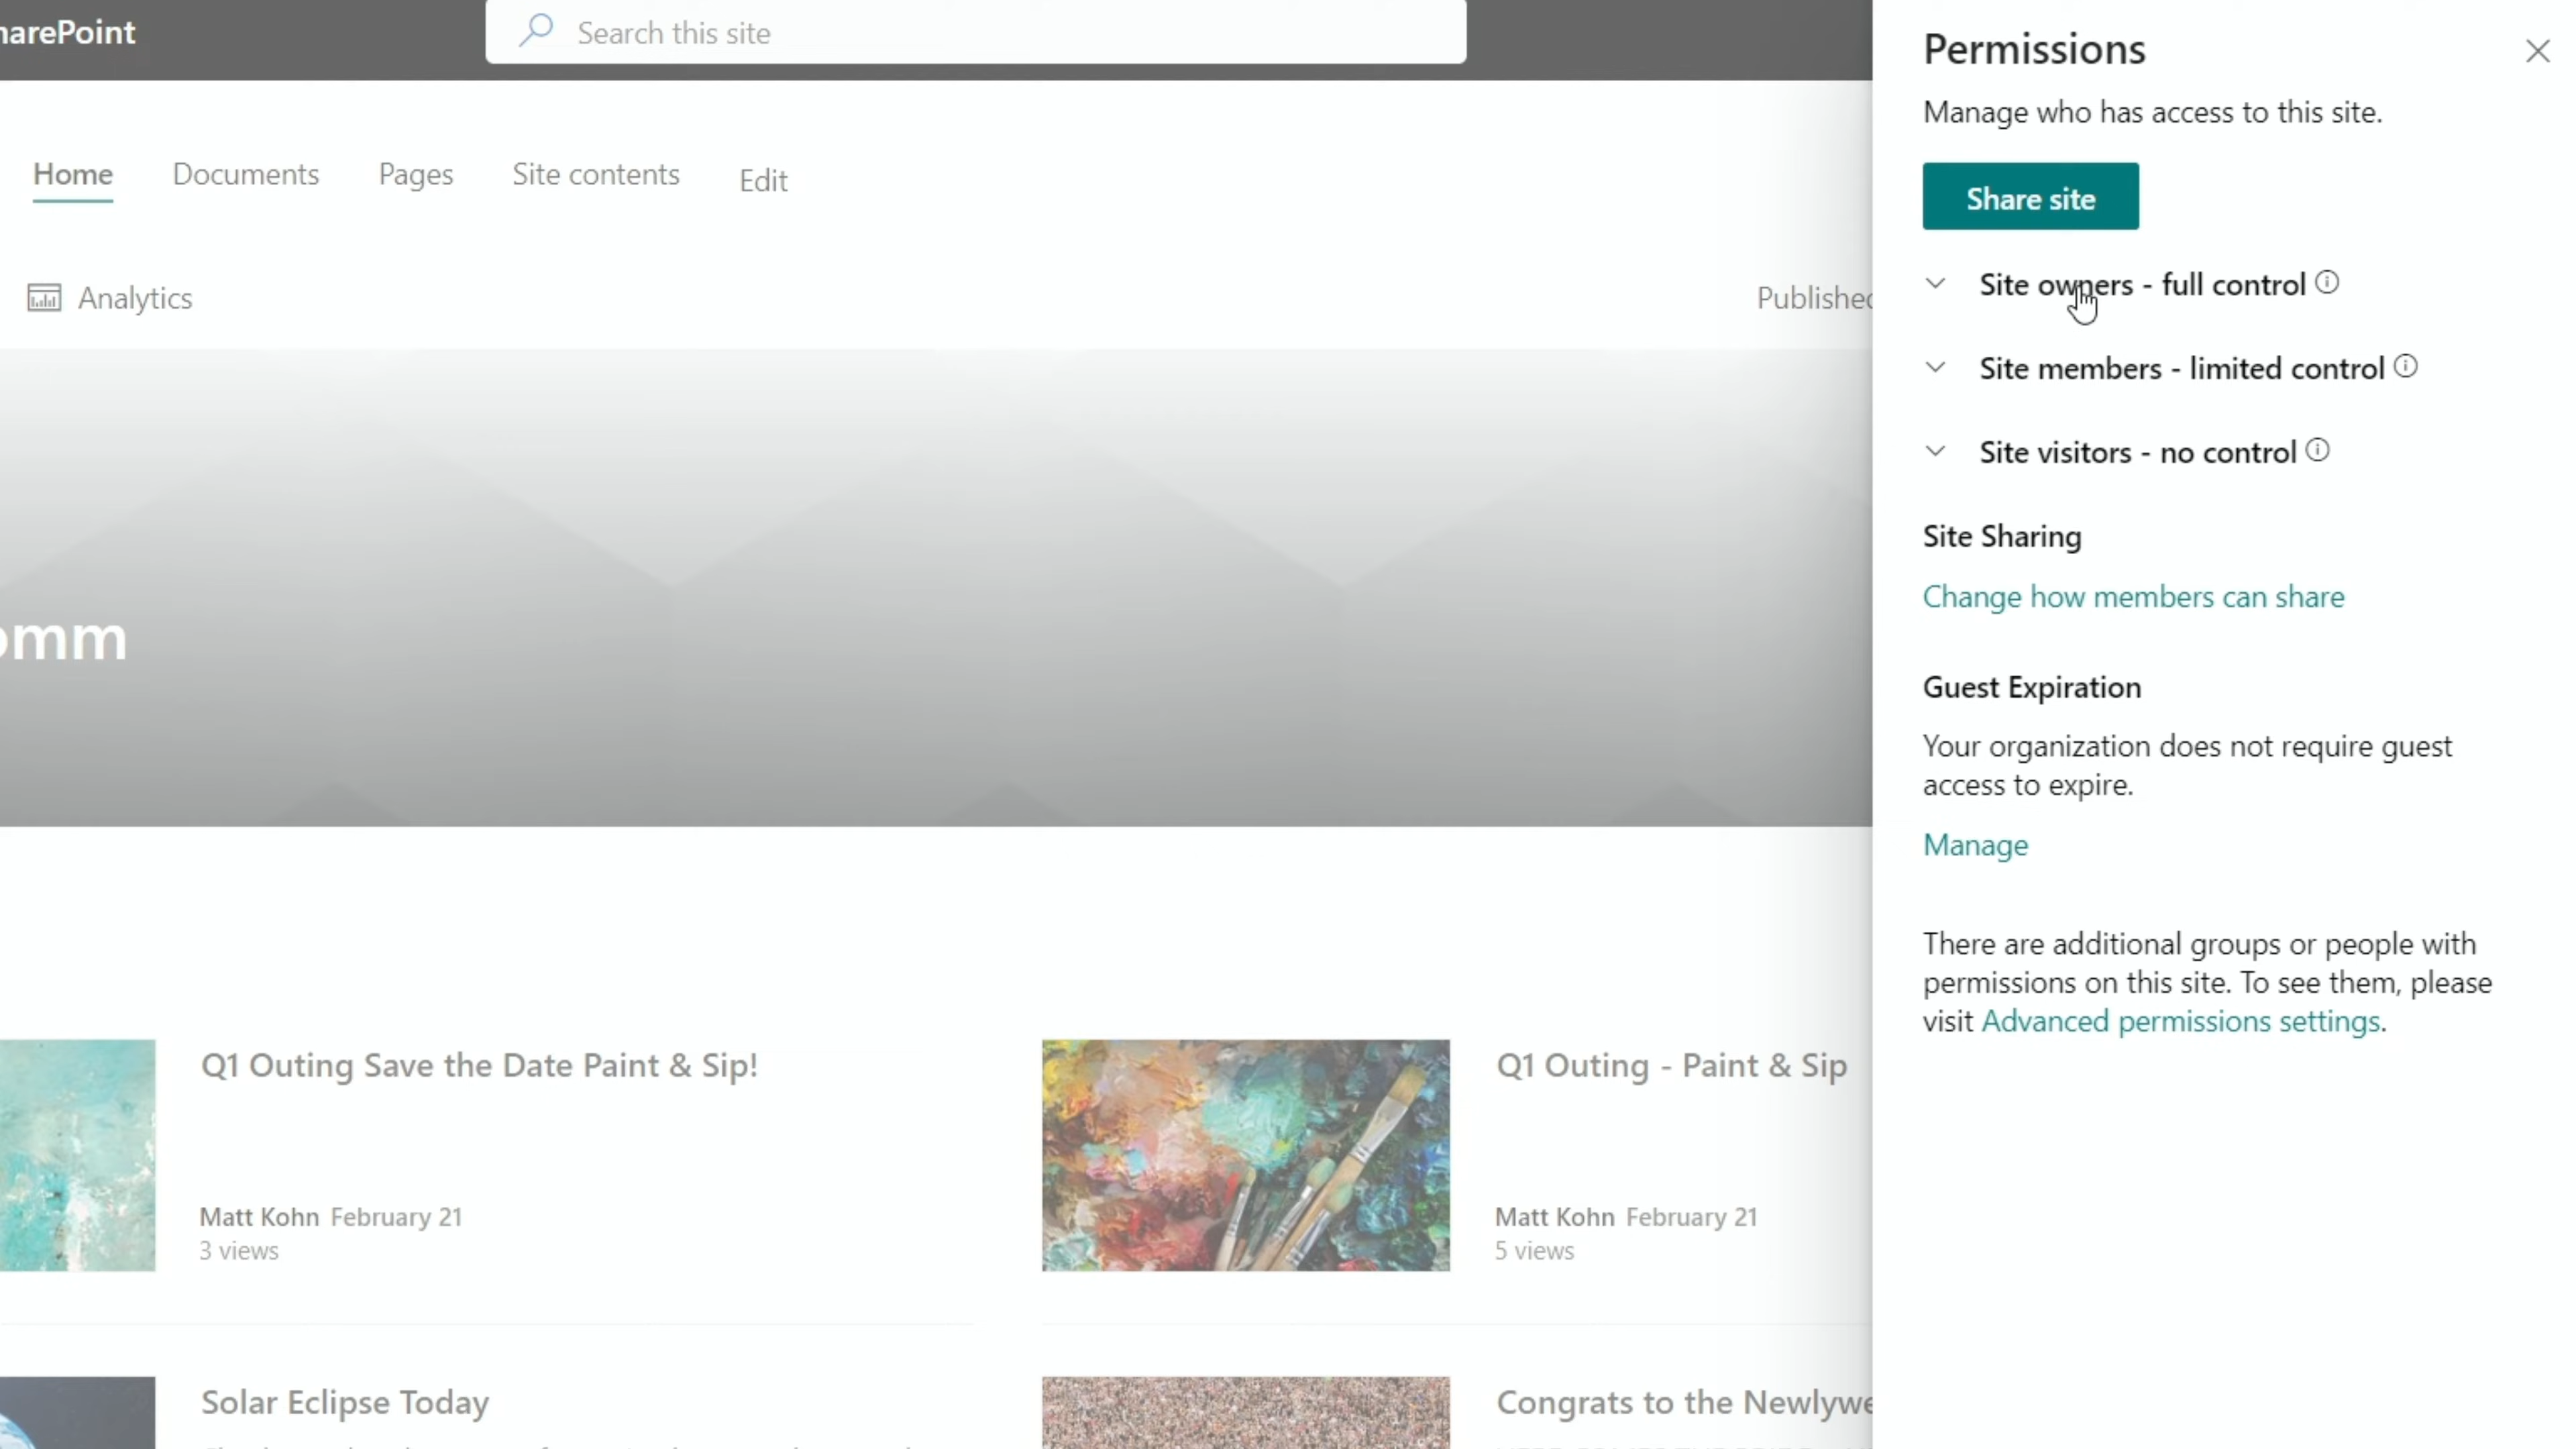 SharePoint
Search this site
Home Documents Pages Site contents Edit
Analytics
Published
omm
Q1 Outing Save the Date Paint & Sip!
Matt Kohn February 21
3 views
Q1 Outing - Paint & Sip
Matt Kohn February 21
5 views
Solar Eclipse Today
Congrats to the Newlywe
Permissions
Manage who has access to this site.
Share site
Site owners - full control
Site members - limited control
Site visitors - no control
Site Sharing
Change how members can share
Guest Expiration
Your organization does not require guest
access to expire.
Manage
There are additional groups or people with
permissions on this site. To see them, please
visit Advanced permissions settings.